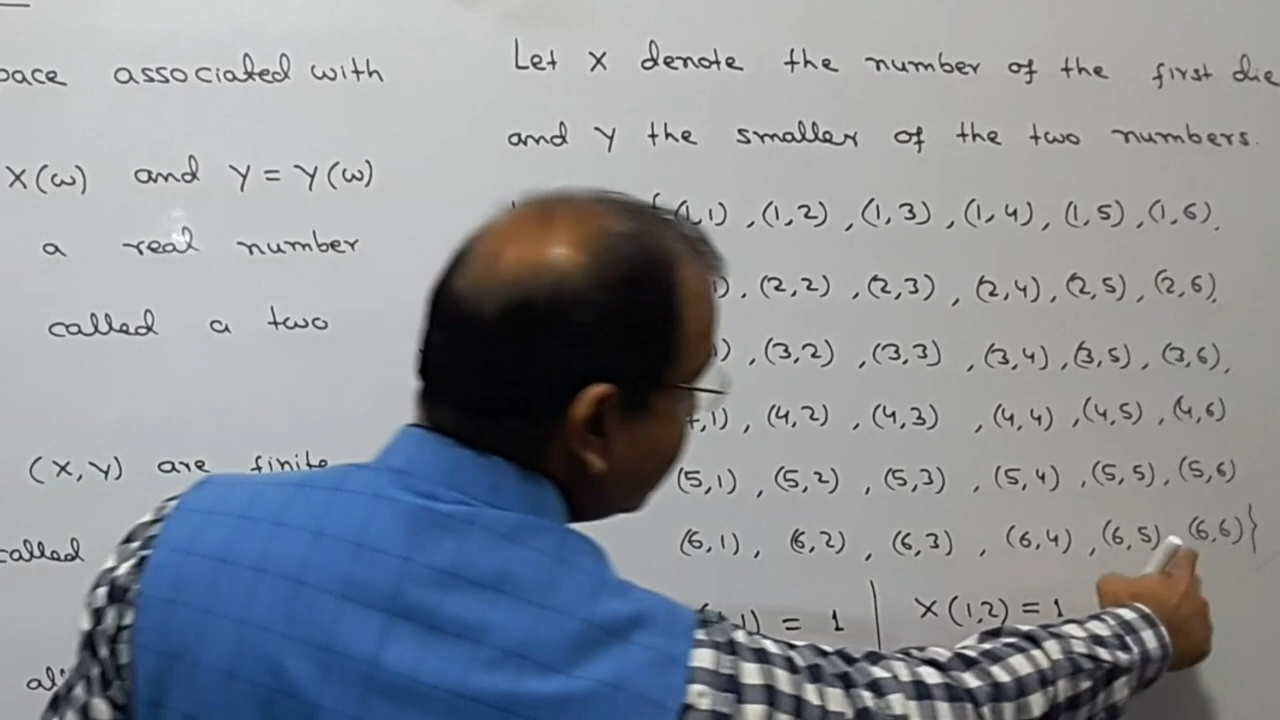 associated with
X(ω) and Y = Y(ω)
a real number
called a two
(X,Y) are finite
called
Let X denote the number of the first die
and Y the smaller of the two numbers.
{(1,1), (1,2), (1,3), (1,4), (1,5), (1,6),
, (2,2), (2,3), (2,4), (2,5), (2,6),
, (3,2), (3,3), (3,4), (3,5), (3,6),
,1), (4,2), (4,3), (4,4), (4,5), (4,6)
(5,1), (5,2), (5,3), (5,4), (5,5), (5,6)
(6,1), (6,2), (6,3), (6,4), (6,5), (6,6)}
1) = 1 | X(1,2) = 1